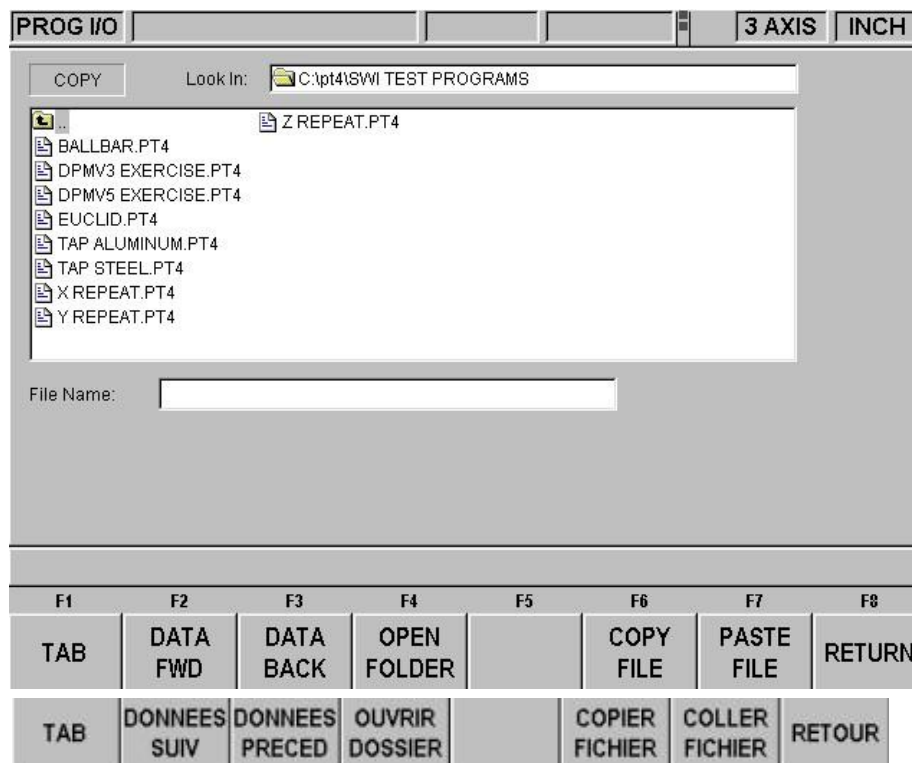 PROG I/O 3 AXIS INCH
COPY Look In: C:\pt4\SWI TEST PROGRAMS
.. Z REPEAT.PT4
BALLBAR.PT4
DPMV3 EXERCISE.PT4
DPMV5 EXERCISE.PT4
EUCLID.PT4
TAP ALUMINUM.PT4
TAP STEEL.PT4
X REPEAT.PT4
Y REPEAT.PT4
File Name:
F1 F2 F3 F4 F5 F6 F7 F8
TAB DATA FWD DATA BACK OPEN FOLDER COPY FILE PASTE FILE RETURN
TAB DONNEES SUIV DONNEES PRECED OUVRIR DOSSIER COPIER FICHIER COLLER FICHIER RETOUR